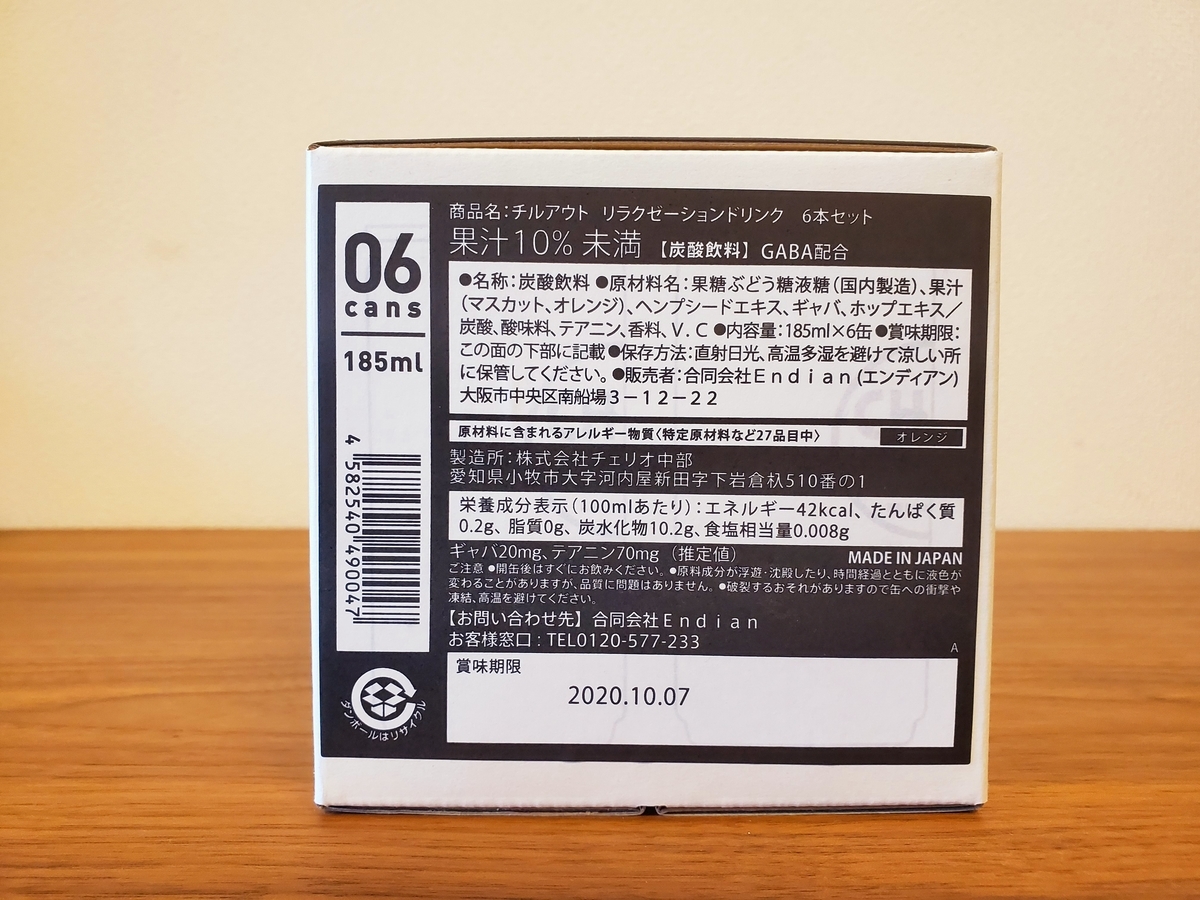 06
cans
185ml
4 582540 490047
ダンボールはリサイクル
商品名：チルアウト リラクゼーションドリンク 6本セット
果汁10% 未満 【炭酸飲料】 GABA配合
●名称：炭酸飲料 ●原材料名：果糖ぶどう糖液糖（国内製造）、果汁
（マスカット、オレンジ）、ヘンプシードエキス、ギャバ、ホップエキス／
炭酸、酸味料、テアニン、香料、V．C ●内容量：185ml×6缶 ●賞味期限：
この面の下部に記載 ●保存方法：直射日光、高温多湿を避けて涼しい所
に保管してください。 ●販売者：合同会社Ｅｎｄｉａｎ（エンディアン）
大阪市中央区南船場３－１２－２２
原材料に含まれるアレルギー物質〈特定原材料など27品目中〉 オレンジ
製造所：株式会社チェリオ中部
愛知県小牧市大字河内屋新田字下岩倉杁510番の1
栄養成分表示（100mlあたり）：エネルギー42kcal、たんぱく質
0.2g、脂質0g、炭水化物10.2g、食塩相当量0.008g
ギャバ20mg、テアニン70mg（推定値） MADE IN JAPAN
ご注意 ●開缶後はすぐにお飲みください。 ●原料成分が浮遊・沈殿したり、時間経過とともに液色が
変わることがありますが、品質に問題はありません。 ●破裂するおそれがありますので缶への衝撃や
凍結、高温を避けてください。
【お問い合わせ先】 合同会社Ｅｎｄｉａｎ
お客様窓口：TEL0120-577-233
A
賞味期限
2020.10.07